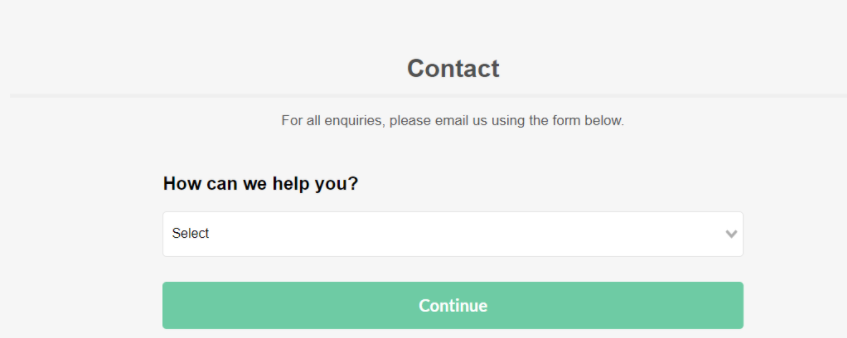 Contact
For all enquiries, please email us using the form below.
How can we help you?
Select
Continue